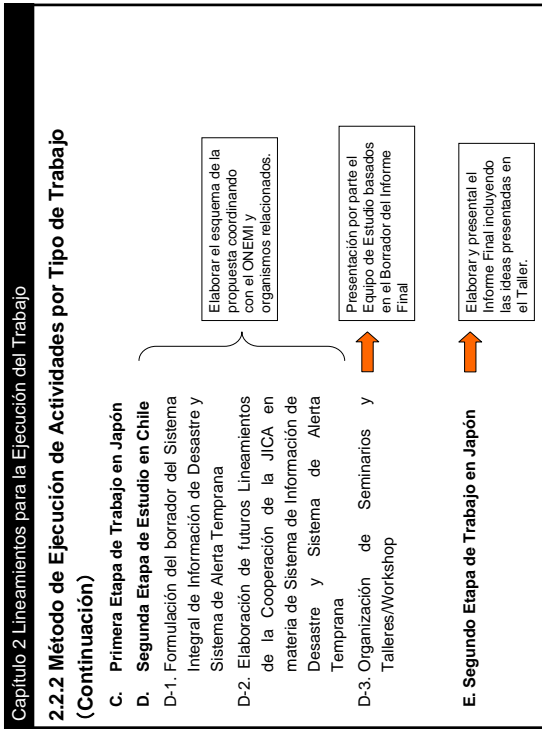 Capítulo 2 Lineamientos para la Ejecución del Trabajo
2.2.2 Método de Ejecución de Actividades por Tipo de Trabajo
(Continuación)
C. Primera Etapa de Trabajo en Japón
D. Segunda Etapa de Estudio en Chile
D-1. Formulación del borrador del Sistema
Integral de Información de Desastre y
Sistema de Alerta Temprana
D-2. Elaboración de futuros Lineamientos
de la Cooperación de la JICA en
materia de Sistema de Información de
Desastre y Sistema de Alerta
Temprana
D-3. Organización de Seminarios y
Talleres/Workshop
E. Segundo Etapa de Trabajo en Japón
Elaborar el esquema de la
propuesta coordinando
con el ONEMI y
organismos relacionados.
Presentación por parte el
Equipo de Estudio basados
en el Borrador del Informe
Final
Elaborar y presental el
Informe Final incluyendo
las ideas presentadas en
el Taller.